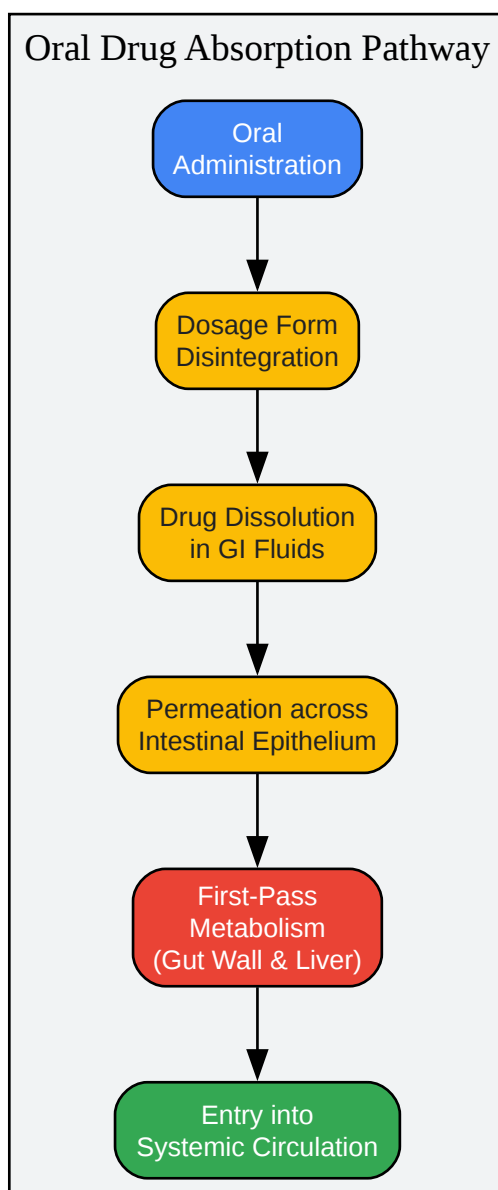 Oral Drug Absorption Pathway
Oral
Administration
Dosage Form
Disintegration
Drug Dissolution
in GI Fluids
Permeation across
Intestinal Epithelium
First-Pass
Metabolism
(Gut Wall & Liver)
Entry into
Systemic Circulation